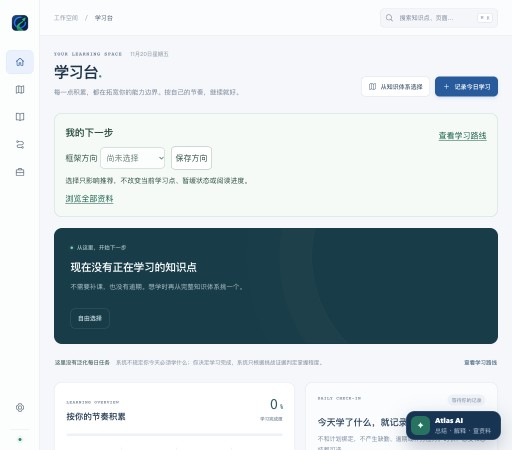 工作空间 / 学习台
搜索知识点、页面…
⌘ K
YOUR LEARNING SPACE 11月20日星期五
学习台.
每一点积累，都在拓宽你的能力边界。按自己的节奏，继续就好。
从知识体系选择
+ 记录今日学习
我的下一步
查看学习路线
框架方向 尚未选择 保存方向
选择只影响推荐，不改变当前学习点、暂缓状态或阅读进度。
浏览全部资料
从这里，开始下一步
现在没有正在学习的知识点
不需要补课，也没有逾期。想学时再从完整知识体系挑一个。
自由选择
这里没有泛化每日任务
查看学习路线
LEARNING OVERVIEW
0 %
按你的节奏积累
DAILY CHECK-IN
今天学了什么，就记录
Atlas AI
总结 · 解释 · 查资料